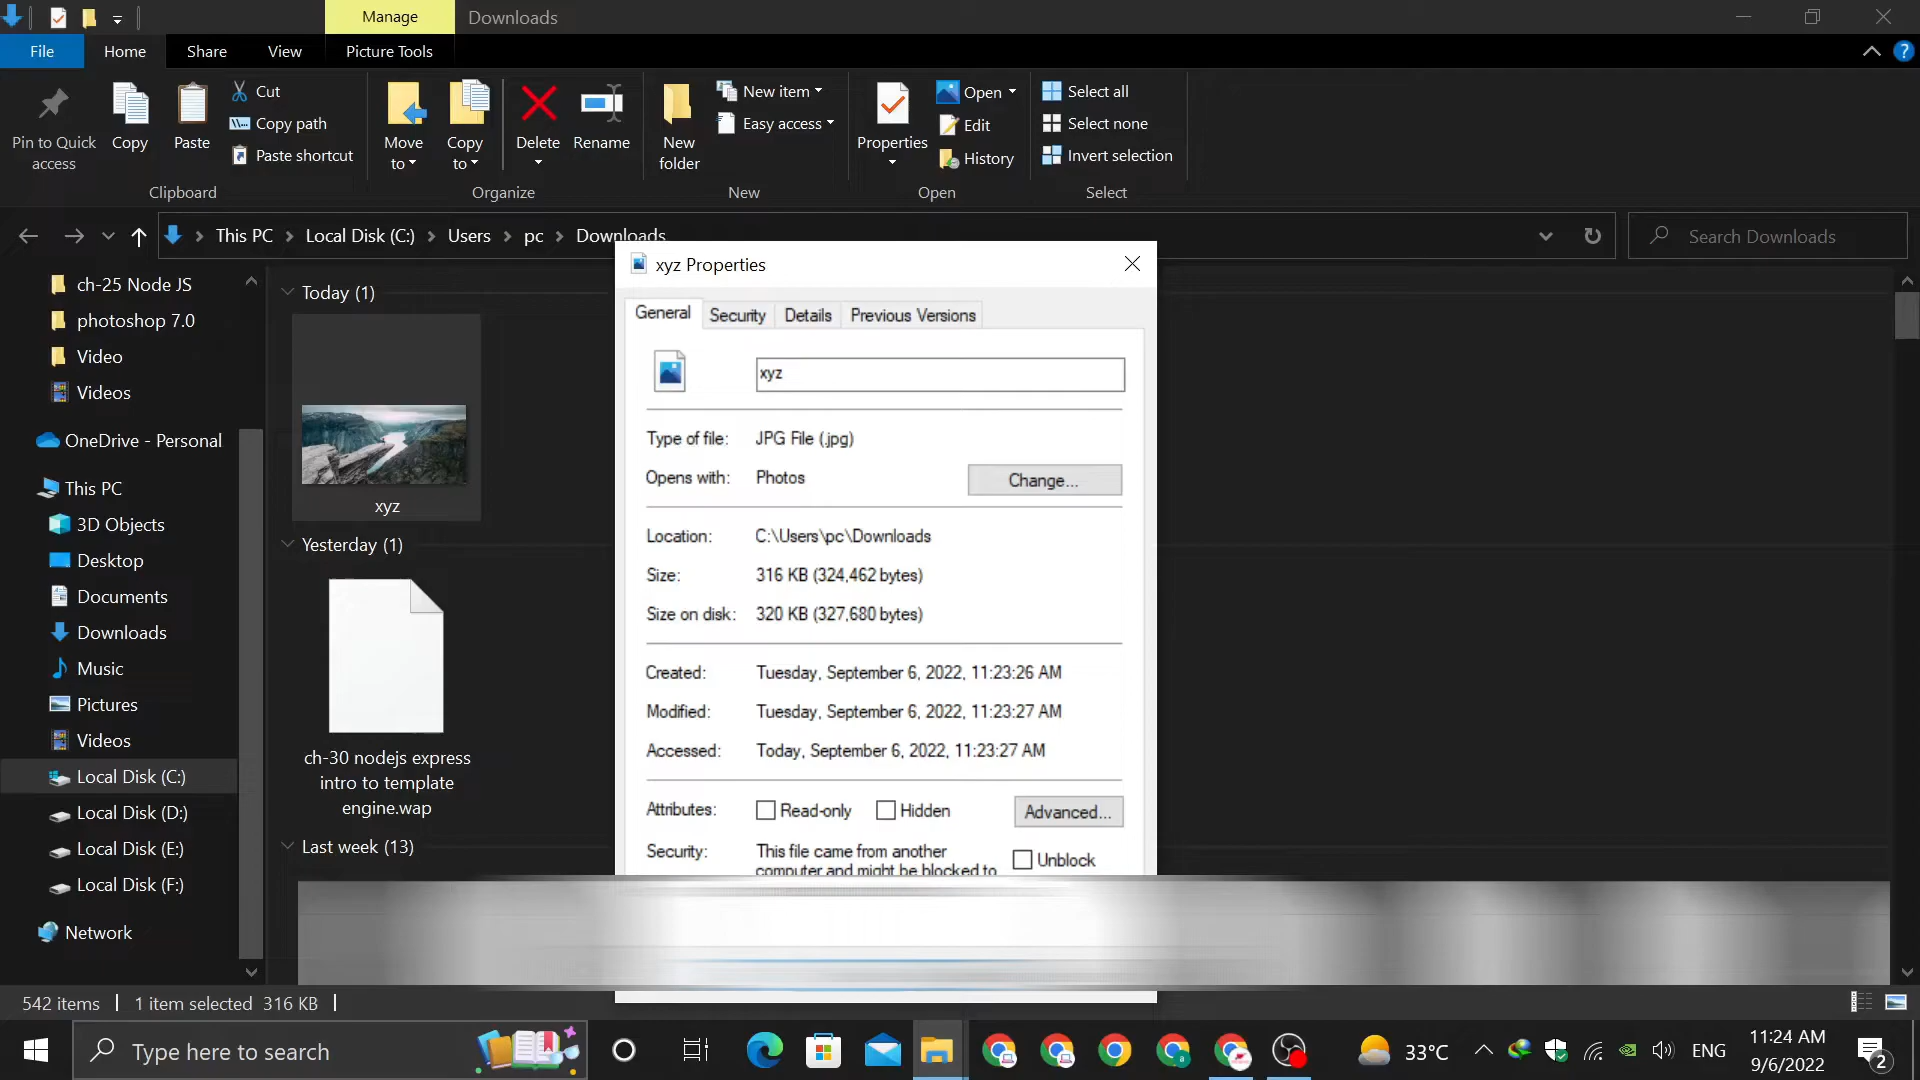 Manage
Downloads
File
Home
Share
View
Picture Tools
Pin to Quick
access
Copy
Paste
Cut
Copy path
Paste shortcut
Clipboard
Move
to
Copy
to
Delete
Rename
Organize
New
folder
New item
Easy access
New
Properties
Open
Edit
History
Open
Select all
Select none
Invert selection
Select
This PC
Local Disk (C:)
Users
pc
Downloads
Search Downloads
ch-25 Node JS
photoshop 7.0
Video
Videos
OneDrive - Personal
This PC
3D Objects
Desktop
Documents
Downloads
Music
Pictures
Videos
Local Disk (C:)
Local Disk (D:)
Local Disk (E:)
Local Disk (F:)
Network
Today (1)
xyz
Yesterday (1)
ch-30 nodejs express
intro to template
engine.wap
Last week (13)
xyz Properties
General
Security
Details
Previous Versions
xyz
Type of file: JPG File (.jpg)
Opens with: Photos
Change...
Location: C:\Users\pc\Downloads
Size: 316 KB (324,462 bytes)
Size on disk: 320 KB (327,680 bytes)
Created: Tuesday, September 6, 2022, 11:23:26 AM
Modified: Tuesday, September 6, 2022, 11:23:27 AM
Accessed: Today, September 6, 2022, 11:23:27 AM
Attributes: Read-only Hidden
Advanced...
Security: This file came from another
computer and might be blocked to
Unblock
542 items
1 item selected 316 KB
Type here to search
33°C
ENG
11:24 AM
9/6/2022
2